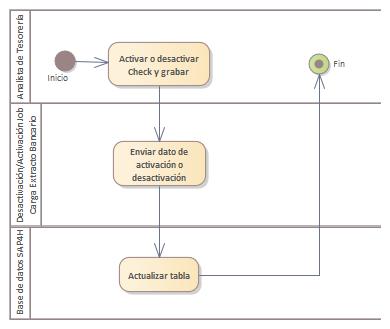 Analista de Tesorería
Inicio
Activar o desactivar
Check y grabar
Fin
Desactivación/Activación Job
Carga Extracto Bancario
Enviar dato de
activación o
desactivación
Base de datos SAP4H
Actualizar tabla